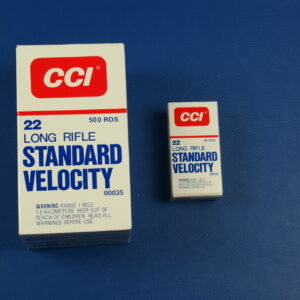 CCI
22
500 RDS
LONG RIFLE
STANDARD
VELOCITY
00035
WARNING RANGE 1 MILE
1.5 KILOMETERS. KEEP OUT OF
REACH OF CHILDREN. READ ALL
WARNINGS BEFORE USE.
CCI
22
LONG RIFLE
STANDARD
VELOCITY